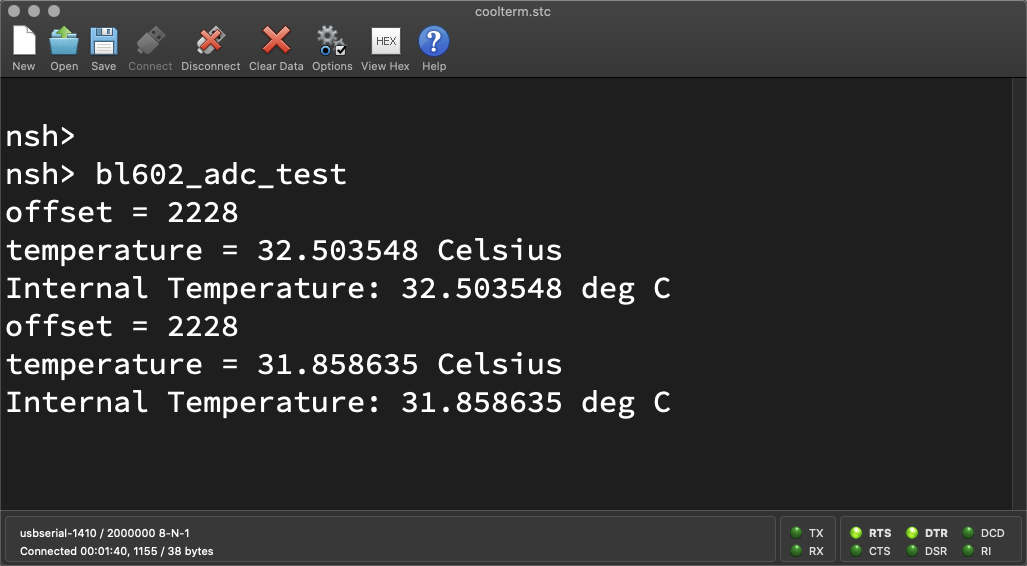 coolterm.stc
New Open Save Connect Disconnect Clear Data Options HEX View Hex ? Help
nsh>
nsh> bl602_adc_test
offset = 2228
temperature = 32.503548 Celsius
Internal Temperature: 32.503548 deg C
offset = 2228
temperature = 31.858635 Celsius
Internal Temperature: 31.858635 deg C
usbserial-1410 / 2000000 8-N-1
Connected 00:01:40, 1155 / 38 bytes
TX RTS DTR DCD
RX CTS DSR RI